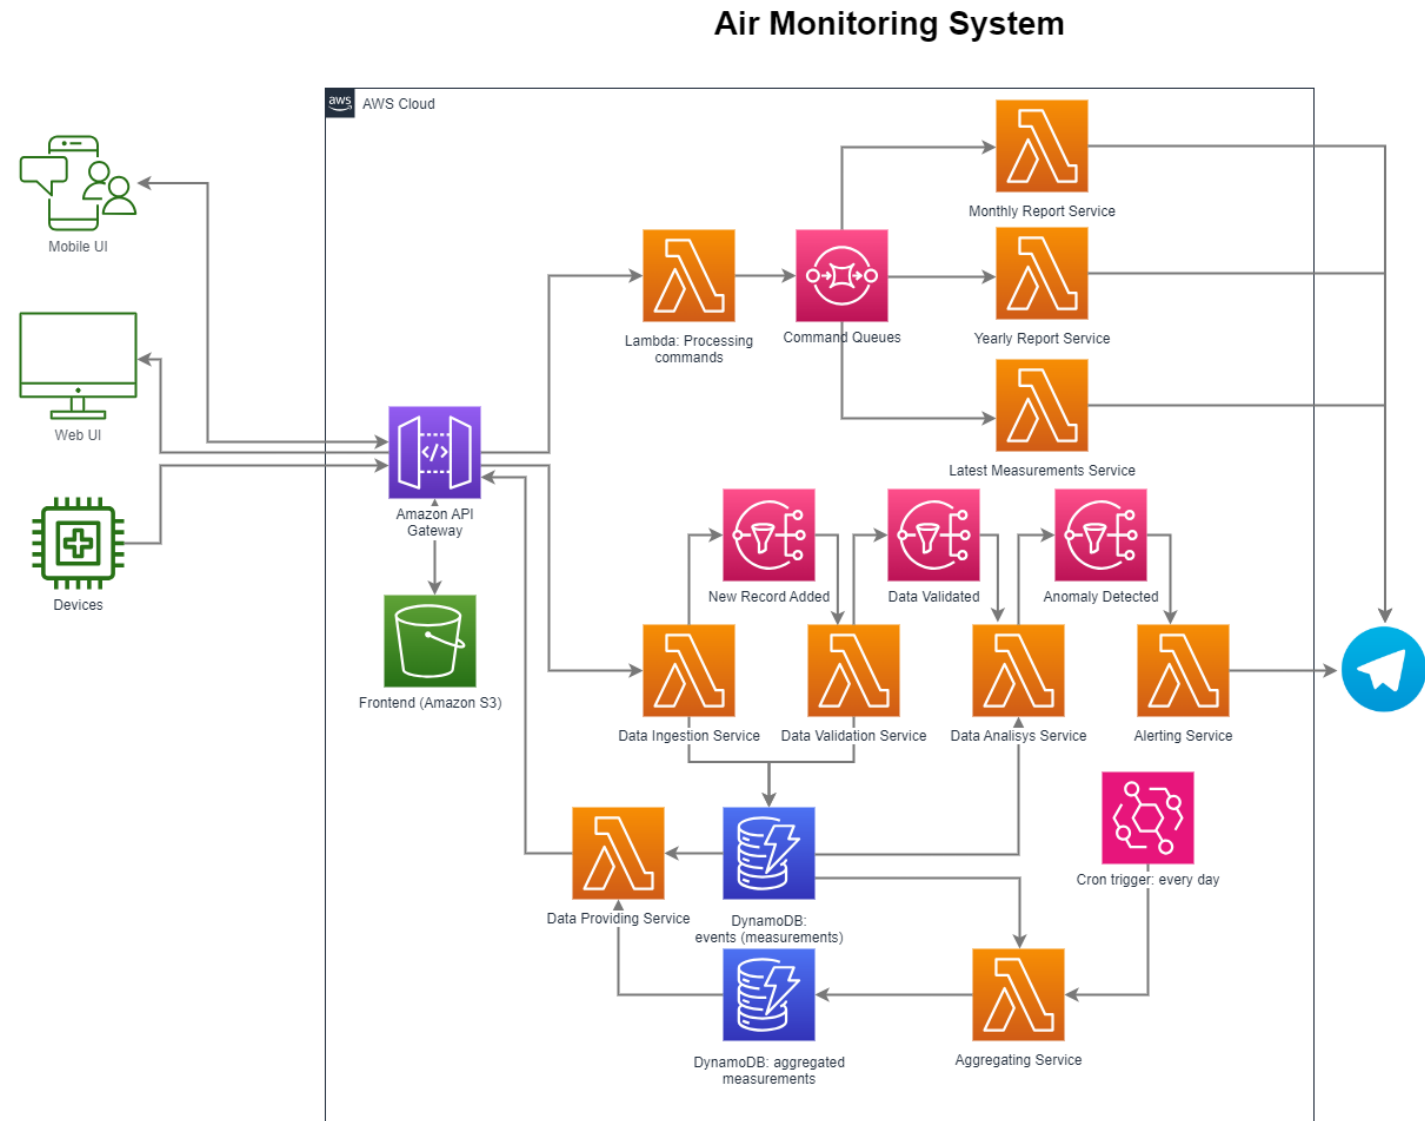 Air Monitoring System
aws
AWS Cloud
Mobile UI
Monthly Report Service
Lambda: Processing
commands
Command Queues
Yearly Report Service
Web UI
Latest Measurements Service
</>
Amazon API
Gateway
Devices
New Record Added
Data Validated
Anomaly Detected
Frontend (Amazon S3)
Data Ingestion Service
Data Validation Service
Data Analisys Service
Alerting Service
Cron trigger: every day
Data Providing Service
DynamoDB:
events (measurements)
DynamoDB: aggregated
measurements
Aggregating Service